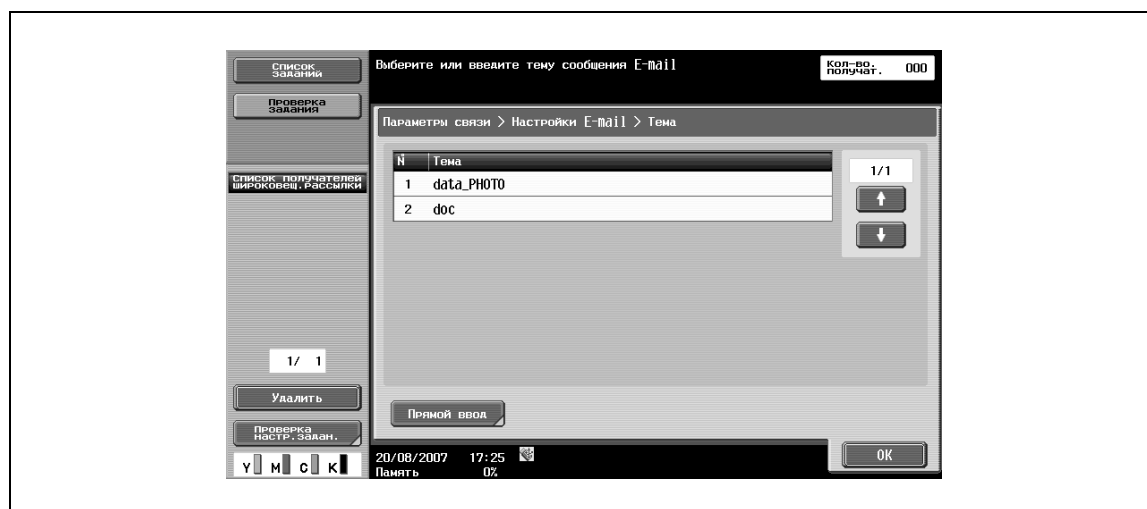 Список
заданий
Проверка
задания
Список получателей
широковещ.рассылки
1/ 1
Удалить
Проверка
настр.задан.
Y M C K
Выберите или введите тему сообщения E-mail
Кол-во.
получат. 000
Параметры связи > Настройки E-mail > Тема
N Тема
1 data_PHOTO
2 doc
1/1
Прямой ввод
20/08/2007 17:25
Память 0%
OK